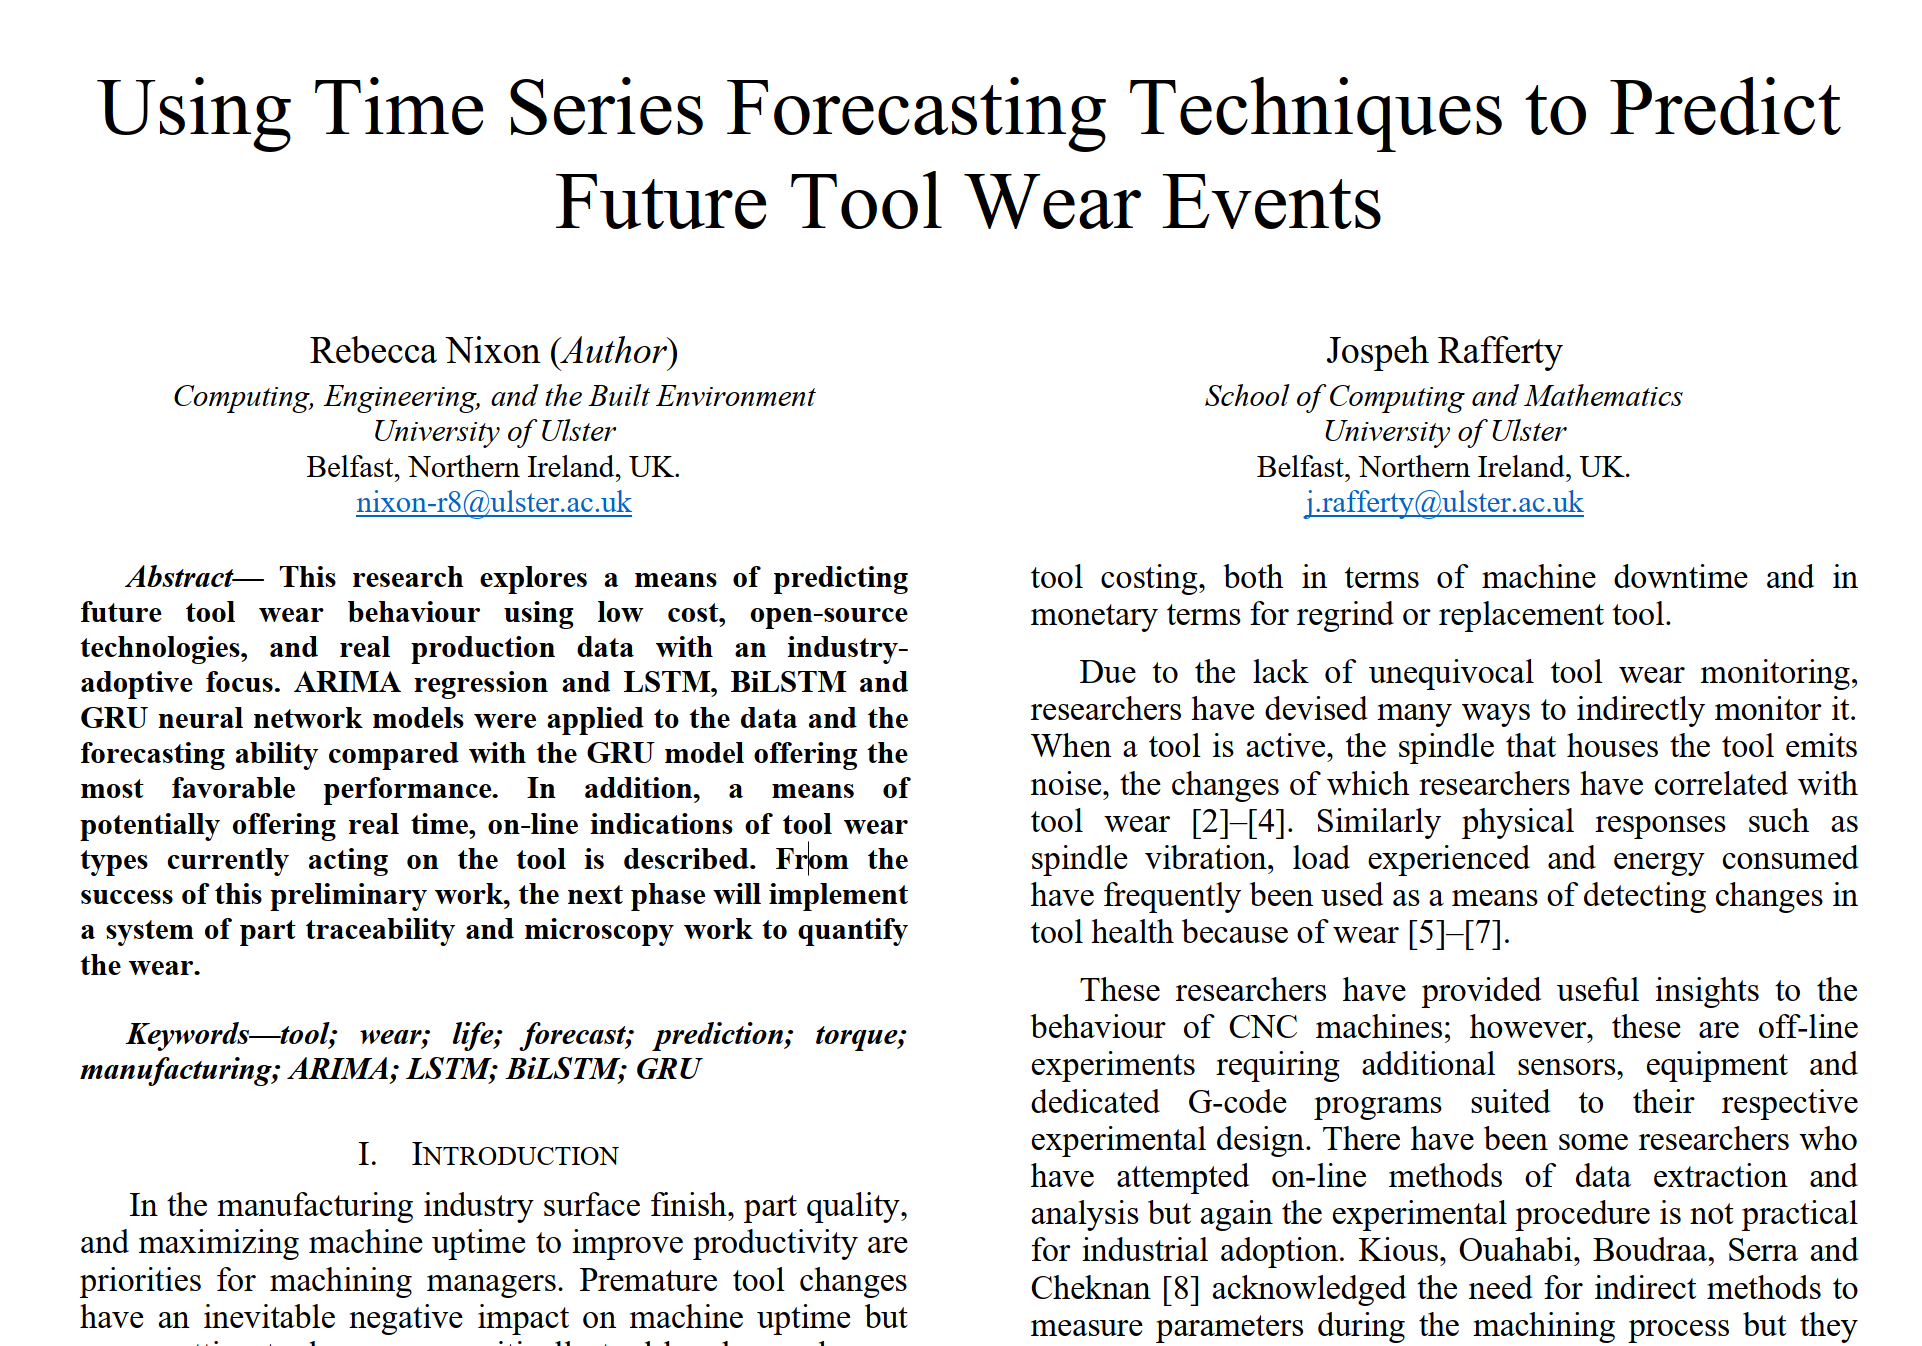 Using Time Series Forecasting Techniques to Predict
Future Tool Wear Events
Rebecca Nixon (Author)
Computing, Engineering, and the Built Environment
University of Ulster
Belfast, Northern Ireland, UK.
nixon-r8@ulster.ac.uk
Jospeh Rafferty
School of Computing and Mathematics
University of Ulster
Belfast, Northern Ireland, UK.
j.rafferty@ulster.ac.uk
Abstract— This research explores a means of predicting
future tool wear behaviour using low cost, open-source
technologies, and real production data with an industry-
adoptive focus. ARIMA regression and LSTM, BiLSTM and
GRU neural network models were applied to the data and the
forecasting ability compared with the GRU model offering the
most favorable performance. In addition, a means of
potentially offering real time, on-line indications of tool wear
types currently acting on the tool is described. From the
success of this preliminary work, the next phase will implement
a system of part traceability and microscopy work to quantify
the wear.
Keywords—tool; wear; life; forecast; prediction; torque;
manufacturing; ARIMA; LSTM; BiLSTM; GRU
I. INTRODUCTION
In the manufacturing industry surface finish, part quality,
and maximizing machine uptime to improve productivity are
priorities for machining managers. Premature tool changes
have an inevitable negative impact on machine uptime but
tool costing, both in terms of machine downtime and in
monetary terms for regrind or replacement tool.
Due to the lack of unequivocal tool wear monitoring,
researchers have devised many ways to indirectly monitor it.
When a tool is active, the spindle that houses the tool emits
noise, the changes of which researchers have correlated with
tool wear [2]–[4]. Similarly physical responses such as
spindle vibration, load experienced and energy consumed
have frequently been used as a means of detecting changes in
tool health because of wear [5]–[7].
These researchers have provided useful insights to the
behaviour of CNC machines; however, these are off-line
experiments requiring additional sensors, equipment and
dedicated G-code programs suited to their respective
experimental design. There have been some researchers who
have attempted on-line methods of data extraction and
analysis but again the experimental procedure is not practical
for industrial adoption. Kious, Ouahabi, Boudraa, Serra and
Cheknan [8] acknowledged the need for indirect methods to
measure parameters during the machining process but they